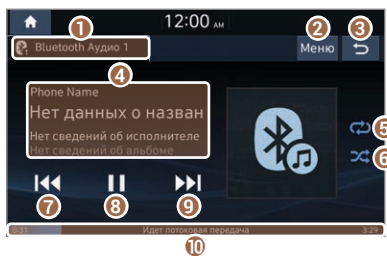 1
12:00 AM
2
3
Bluetooth Аудио 1
Меню
4
Phone Name
Нет данных о назван
Нет сведений об исполнителе
Нет сведений об альбоме
5
6
7
8
9
0:31 Идет потоковая передача 3:29
10